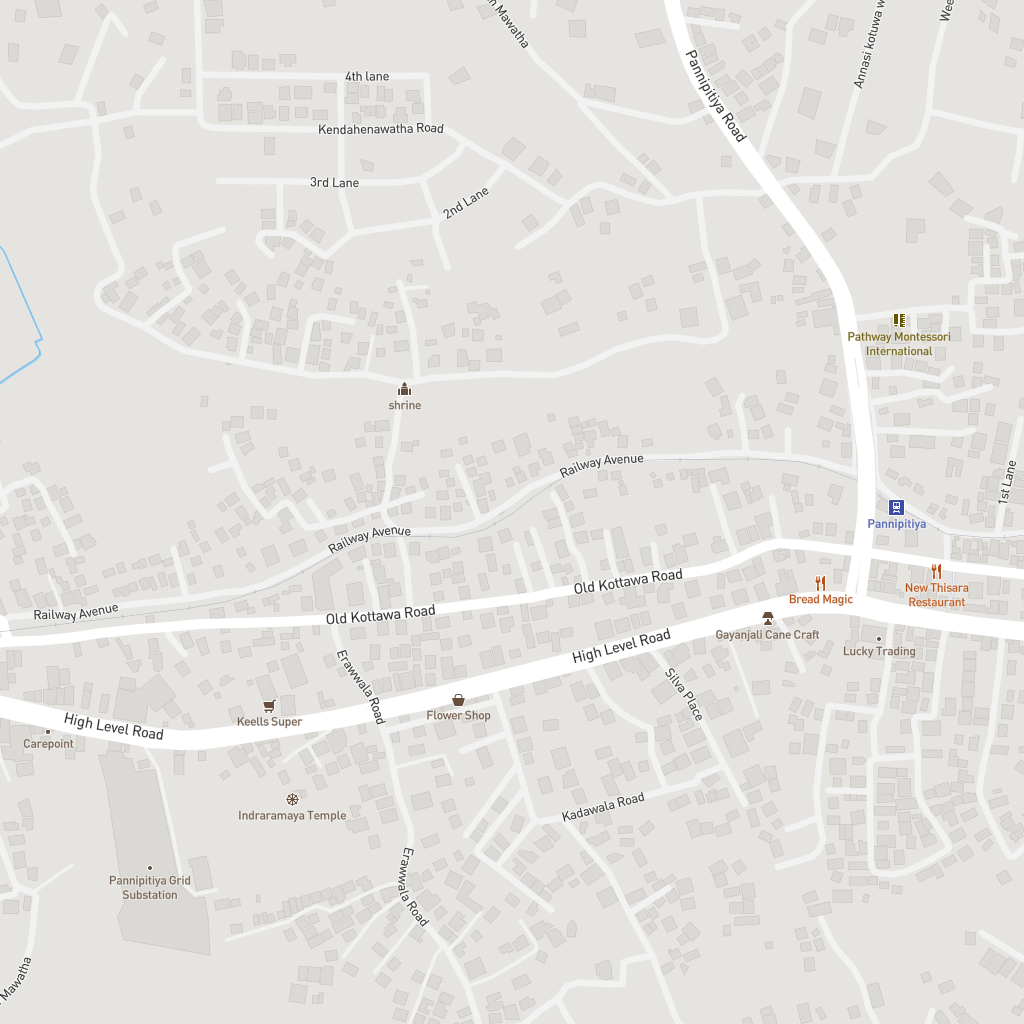 Mawatha
Pannipitiya Road
Annasi kotuwa
4th lane
Kendahenawatha Road
3rd Lane
2nd Lane
Pathway Montessori
International
shrine
Railway Avenue
1st Lane
Pannipitiya
Railway Avenue
New Thisara
Restaurant
Bread Magic
Old Kottawa Road
Railway Avenue
Old Kottawa Road
Gayanjali Cane Craft
High Level Road
Lucky Trading
Erawwala Road
Silva Place
Keells Super
Flower Shop
High Level Road
Carepoint
Indraramaya Temple
Kadawala Road
Pannipitiya Grid
Substation
Erawwala Road
Mawatha